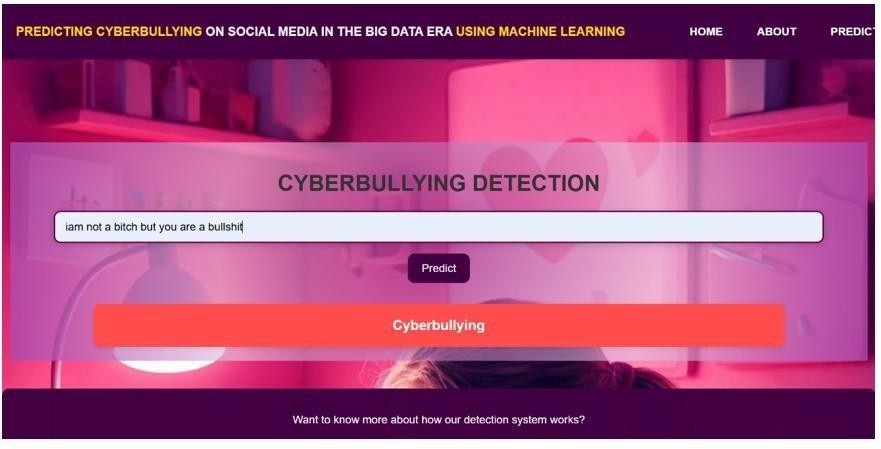 PREDICTING CYBERBULLYING ON SOCIAL MEDIA IN THE BIG DATA ERA USING MACHINE LEARNING HOME ABOUT PREDICT
CYBERBULLYING DETECTION
iam not a bitch but you are a bullshit
Predict
Cyberbullying
Want to know more about how our detection system works?